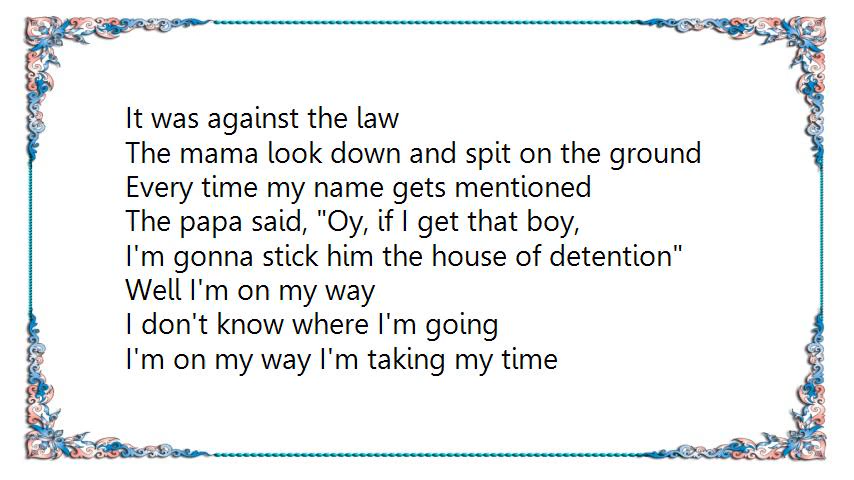 It was against the law
The mama look down and spit on the ground
Every time my name gets mentioned
The papa said, "Oy, if I get that boy,
I'm gonna stick him the house of detention"
Well I'm on my way
I don't know where I'm going
I'm on my way I'm taking my time